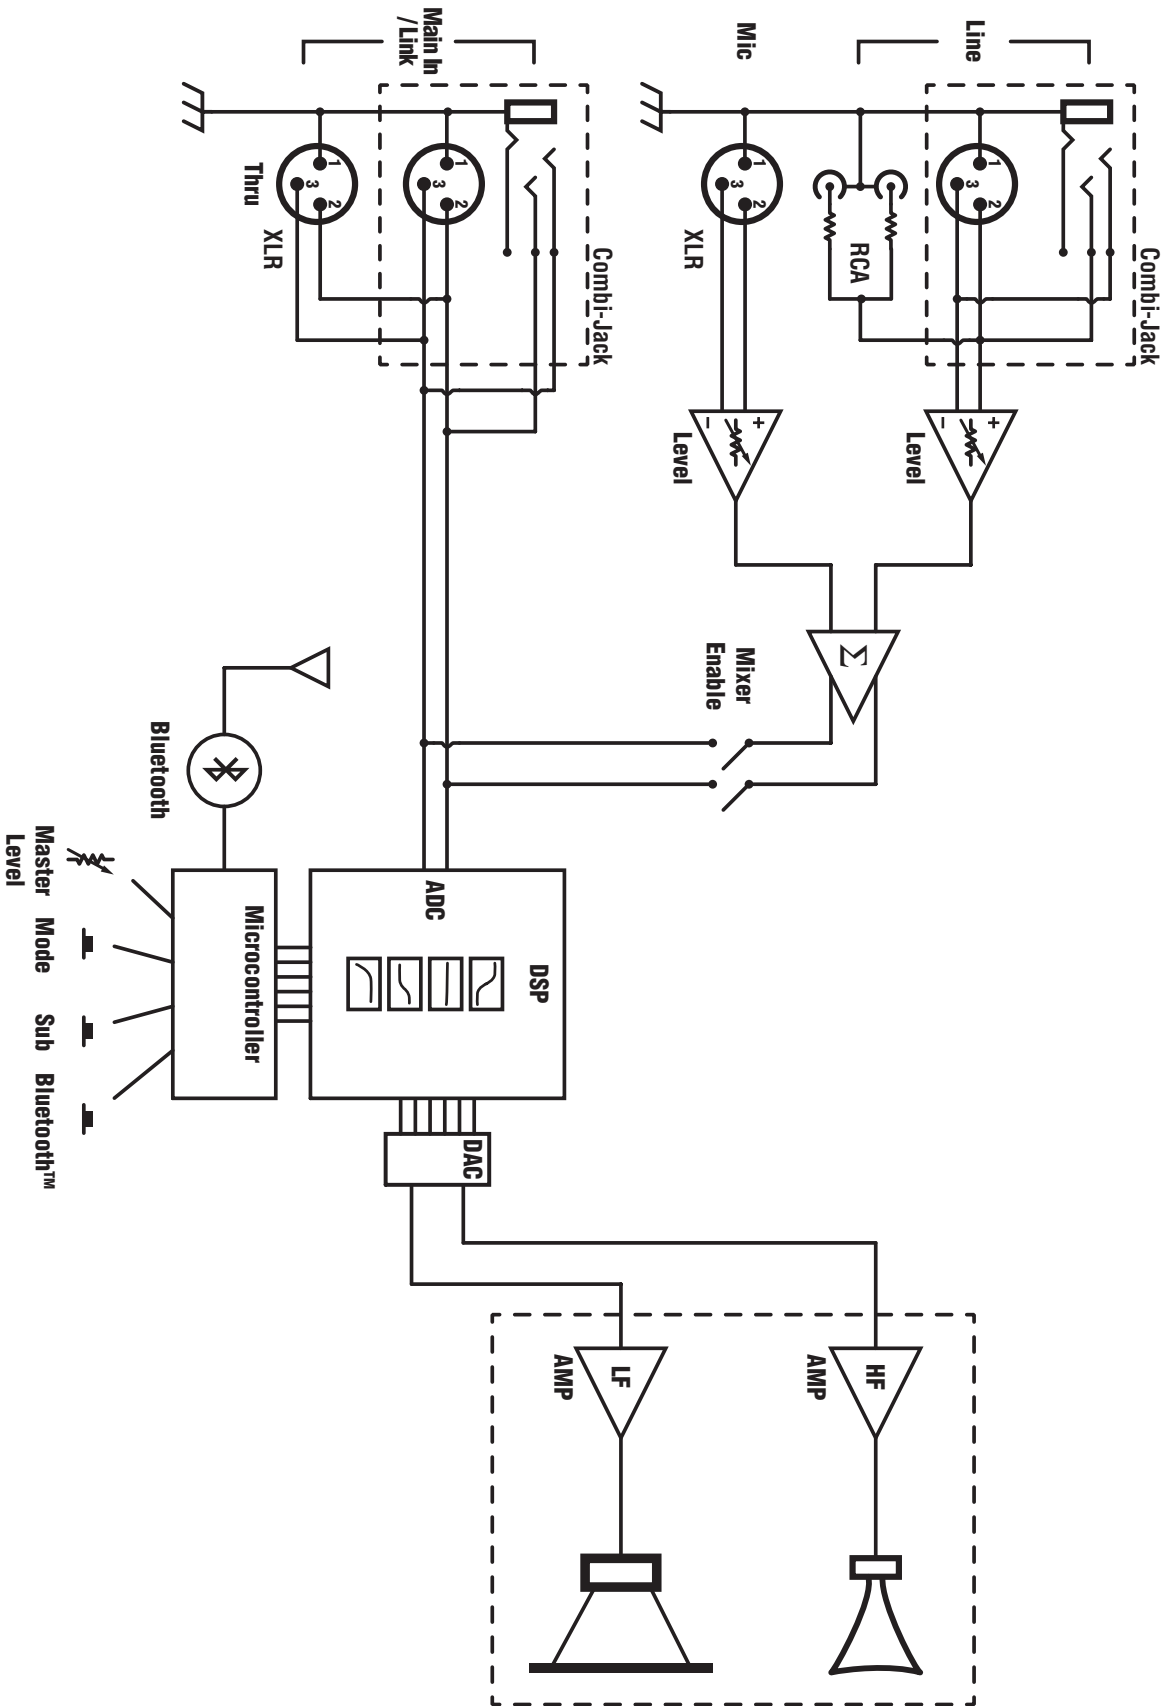 Line
Combi-Jack
1
2
3
RCA
+
–
Level
Mic
1
2
3
XLR
+
–
Level
Σ
Mixer
Enable
Main In
/Link
Combi-Jack
1
2
3
Thru
1
2
3
XLR
Bluetooth
ADC
DSP
Microcontroller
Master
Level
Mode
Sub
Bluetooth™
DAC
HF
AMP
LF
AMP